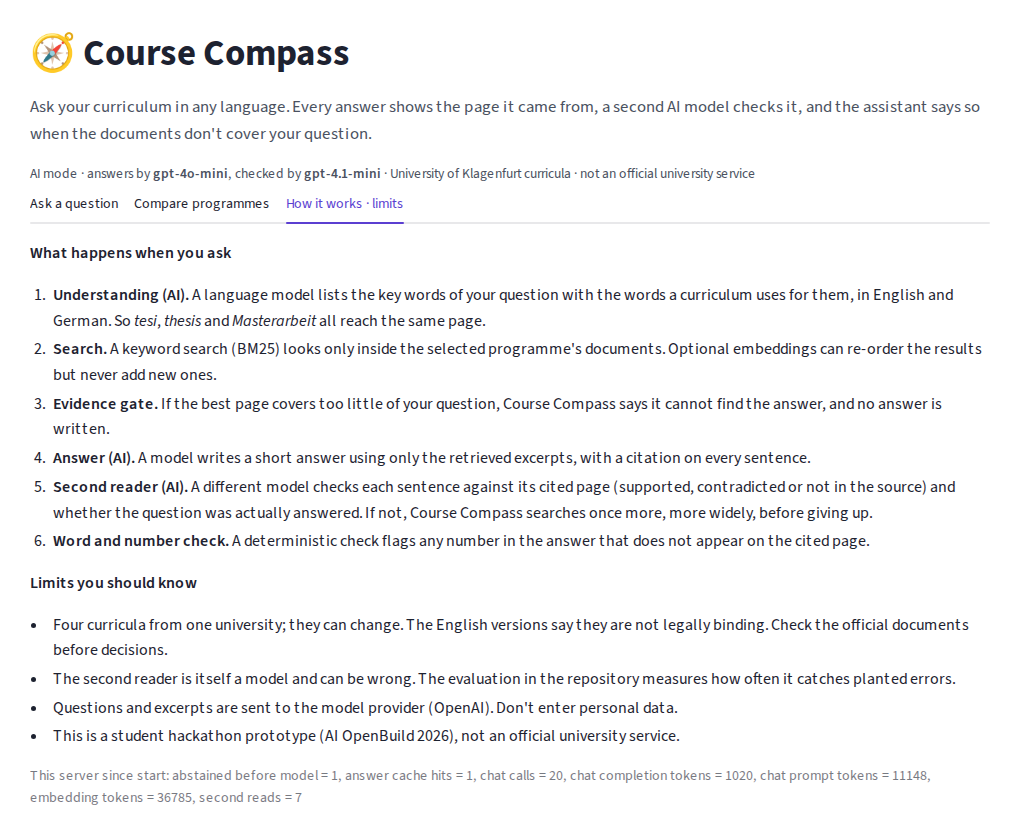 Course Compass
Ask your curriculum in any language. Every answer shows the page it came from, a second AI model checks it, and the assistant says so
when the documents don't cover your question.
AI mode · answers by gpt-4o-mini, checked by gpt-4.1-mini · University of Klagenfurt curricula · not an official university service
Ask a question Compare programmes How it works · limits
What happens when you ask
1. Understanding (AI). A language model lists the key words of your question with the words a curriculum uses for them, in English and
German. So tesi, thesis and Masterarbeit all reach the same page.
2. Search. A keyword search (BM25) looks only inside the selected programme's documents. Optional embeddings can re-order the results
but never add new ones.
3. Evidence gate. If the best page covers too little of your question, Course Compass says it cannot find the answer, and no answer is
written.
4. Answer (AI). A model writes a short answer using only the retrieved excerpts, with a citation on every sentence.
5. Second reader (AI). A different model checks each sentence against its cited page (supported, contradicted or not in the source) and
whether the question was actually answered. If not, Course Compass searches once more, more widely, before giving up.
6. Word and number check. A deterministic check flags any number in the answer that does not appear on the cited page.
Limits you should know
• Four curricula from one university; they can change. The English versions say they are not legally binding. Check the official documents
before decisions.
• The second reader is itself a model and can be wrong. The evaluation in the repository measures how often it catches planted errors.
• Questions and excerpts are sent to the model provider (OpenAI). Don't enter personal data.
• This is a student hackathon prototype (AI OpenBuild 2026), not an official university service.
This server since start: abstained before model = 1, answer cache hits = 1, chat calls = 20, chat completion tokens = 1020, chat prompt tokens = 11148,
embedding tokens = 36785, second reads = 7